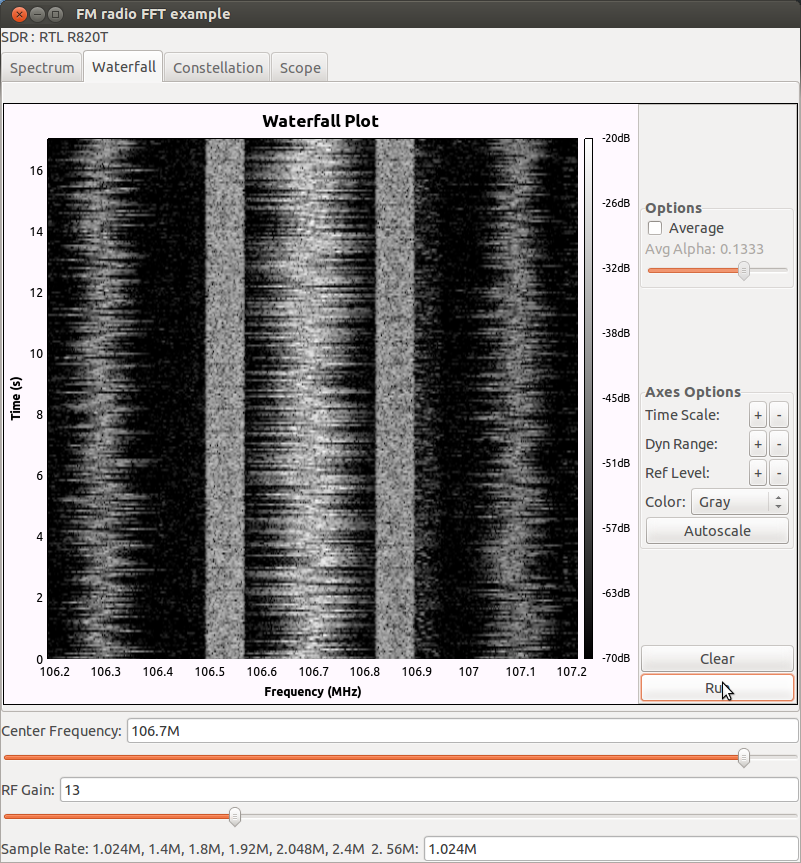 FM radio FFT example
SDR : RTL R820T
Spectrum Waterfall Constellation Scope
Waterfall Plot
Time (s)
16
14
12
10
8
6
4
2
0
106.2 106.3 106.4 106.5 106.6 106.7 106.8 106.9 107 107.1 107.2
Frequency (MHz)
-20dB
-26dB
-32dB
-38dB
-45dB
-51dB
-57dB
-63dB
-70dB
Options
Average
Avg Alpha: 0.1333
Axes Options
Time Scale: + -
Dyn Range: + -
Ref Level: + -
Color: Gray
Autoscale
Clear
Center Frequency: 106.7M
RF Gain: 13
Sample Rate: 1.024M, 1.4M, 1.8M, 1.92M, 2.048M, 2.4M 2. 56M: 1.024M